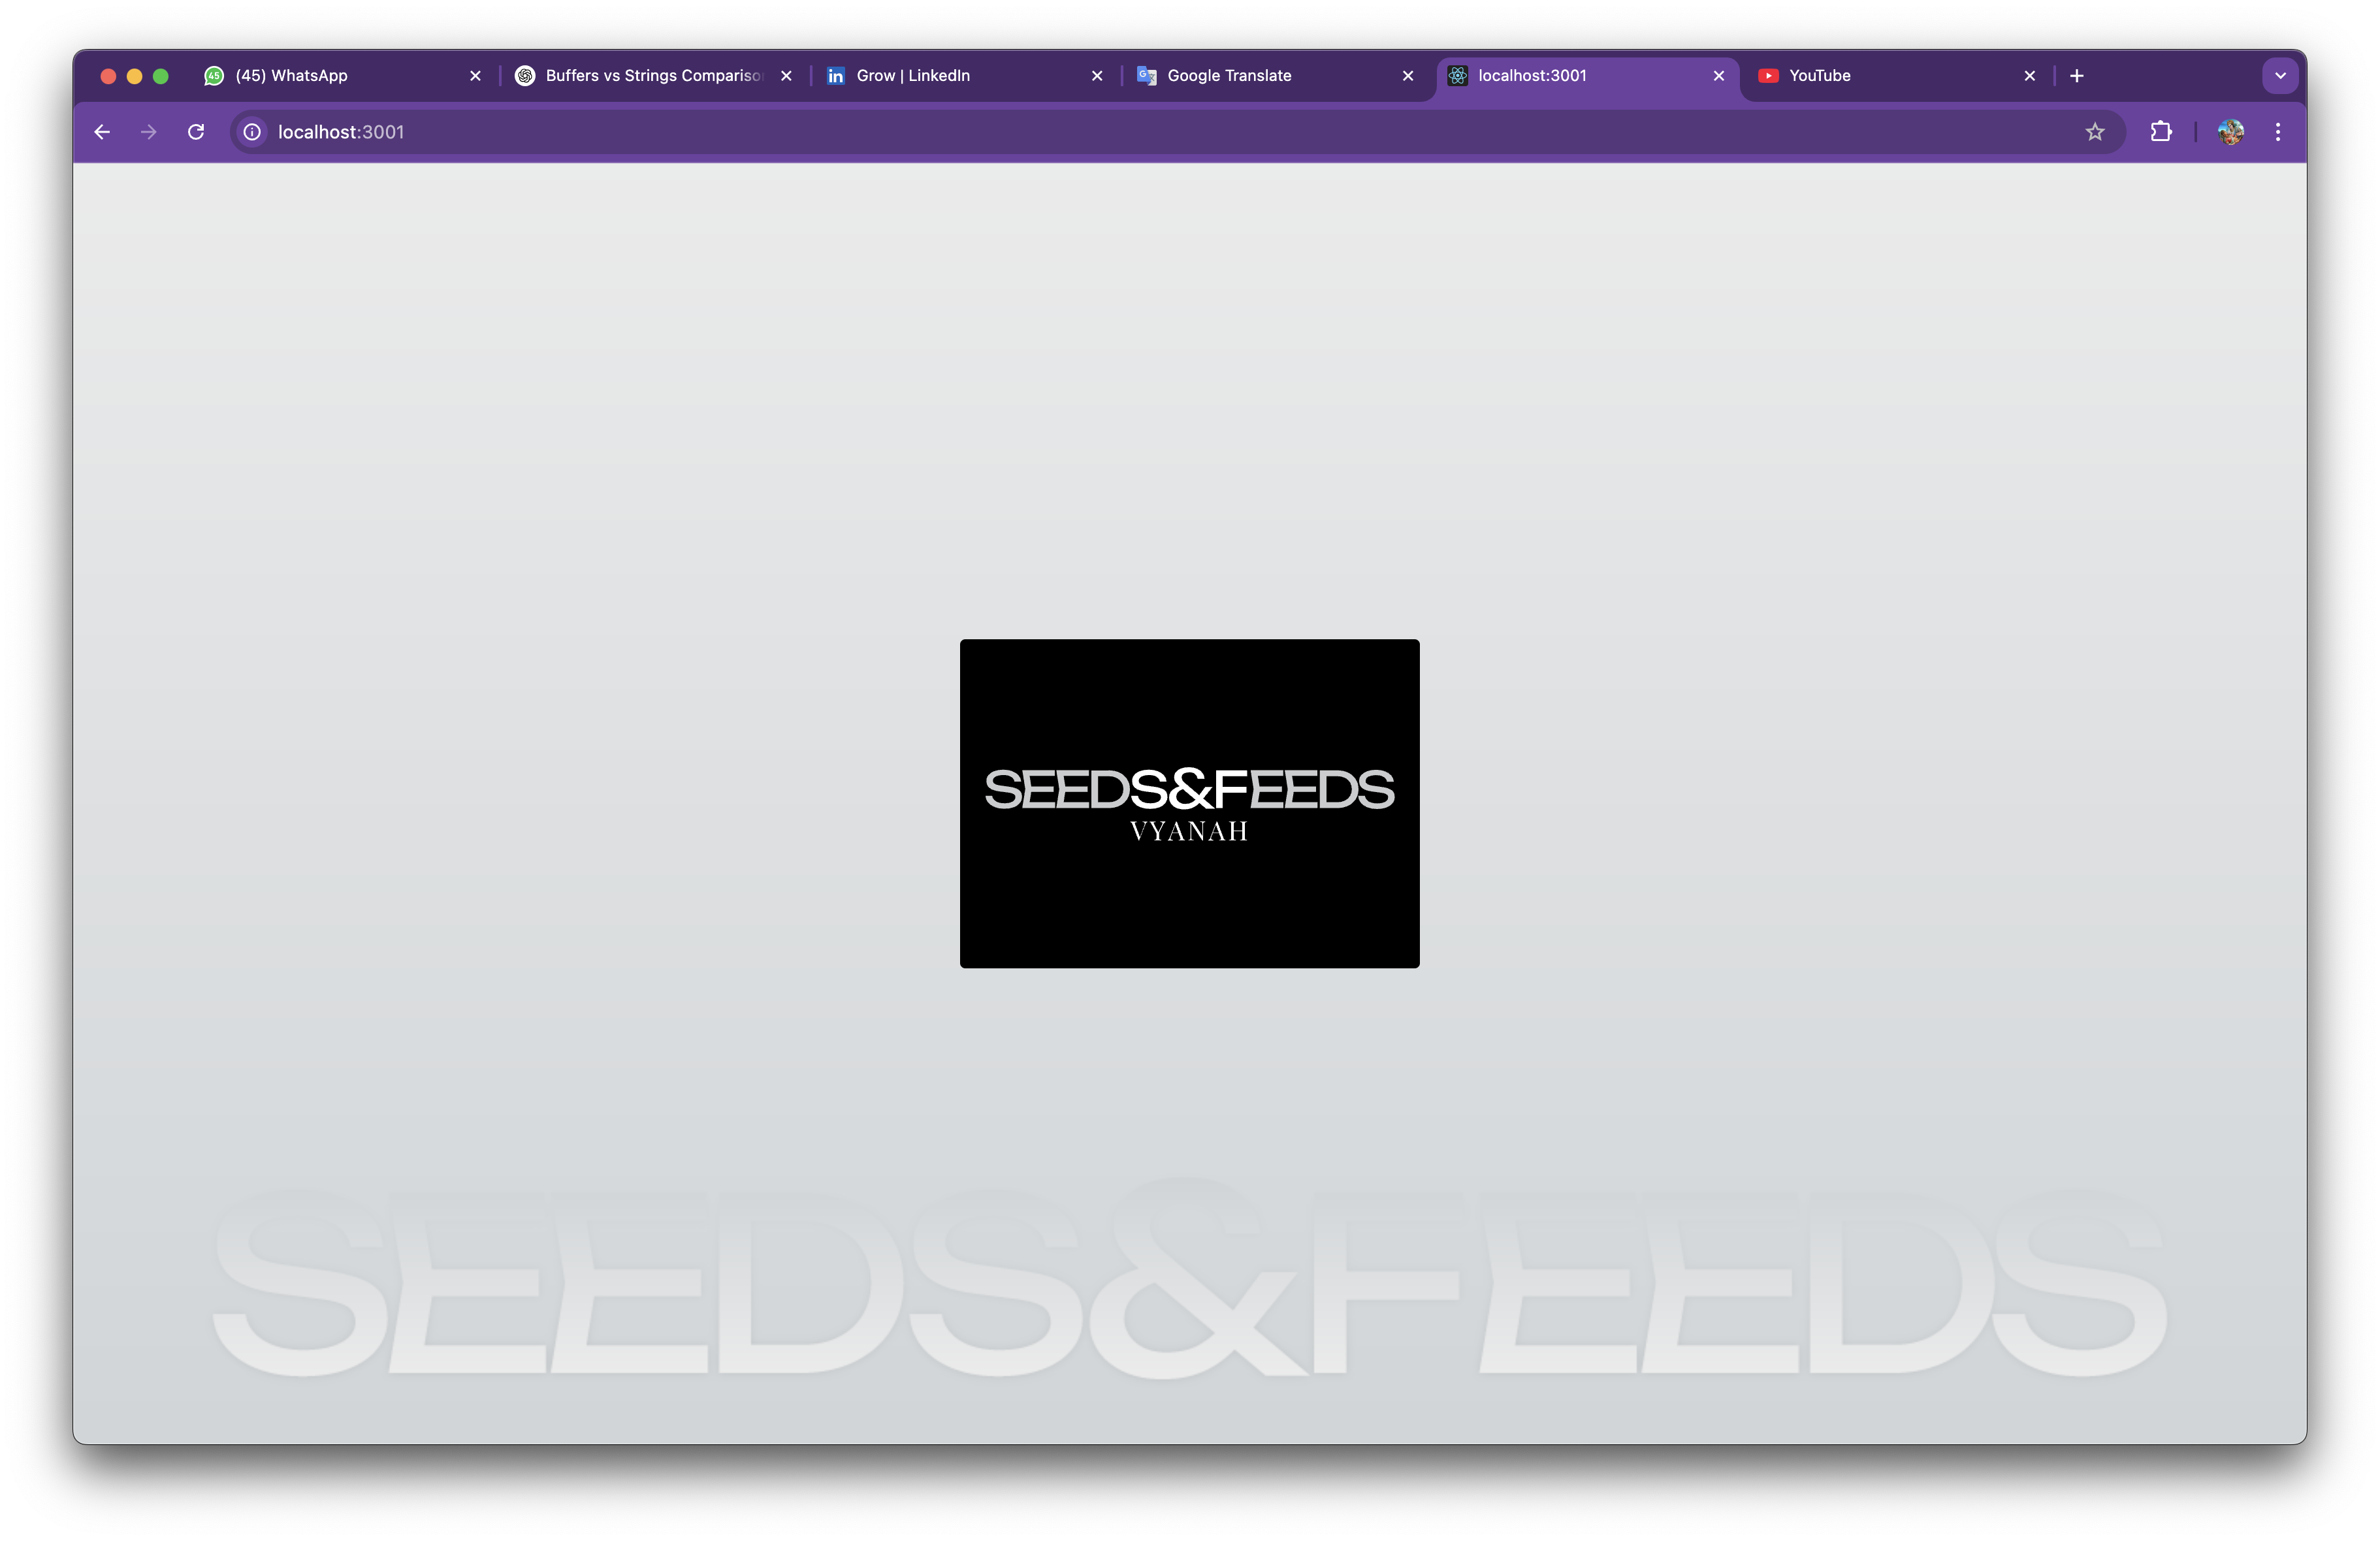 (45) WhatsApp
Buffers vs Strings Compariso
Grow | LinkedIn
Google Translate
localhost:3001
YouTube
localhost:3001
SEEDS&FEEDS
VYANAH
SEEDS&FEEDS